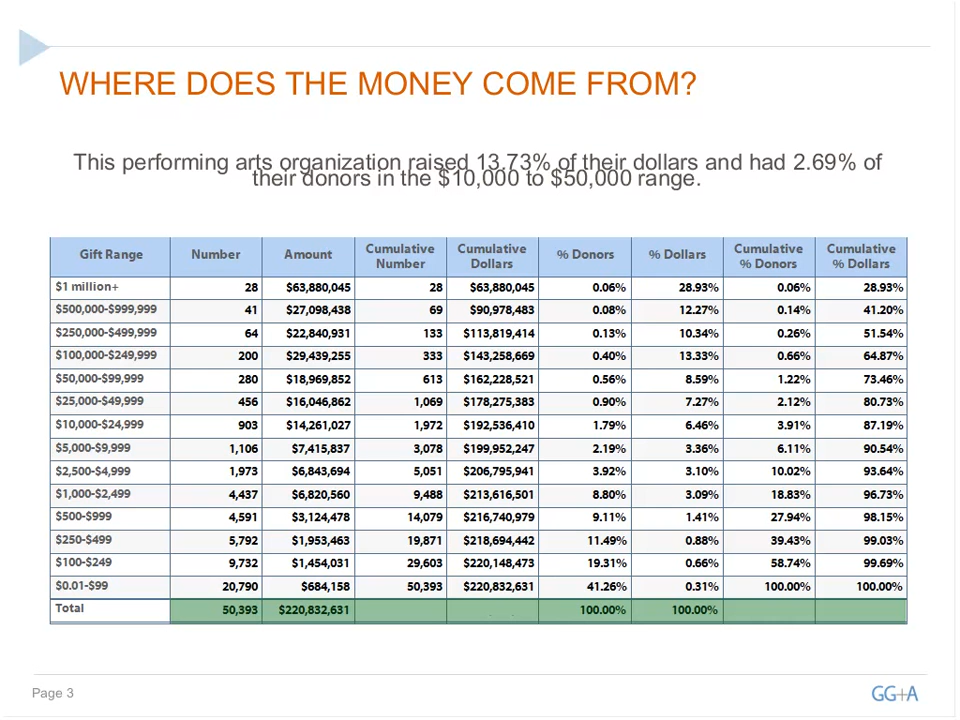 WHERE DOES THE MONEY COME FROM?
This performing arts organization raised 13.73% of their dollars and had 2.69% of
their donors in the $10,000 to $50,000 range.
Gift Range Number Amount Cumulative Number Cumulative Dollars % Donors % Dollars Cumulative % Donors Cumulative % Dollars
$1 million+ 28 $63,880,045 28 $63,880,045 0.06% 28.93% 0.06% 28.93%
$500,000-$999,999 41 $27,098,438 69 $90,978,483 0.08% 12.27% 0.14% 41.20%
$250,000-$499,999 64 $22,840,931 133 $113,819,414 0.13% 10.34% 0.26% 51.54%
$100,000-$249,999 200 $29,439,255 333 $143,258,669 0.40% 13.33% 0.66% 64.87%
$50,000-$99,999 280 $18,969,852 613 $162,228,521 0.56% 8.59% 1.22% 73.46%
$25,000-$49,999 456 $16,046,862 1,069 $178,275,383 0.90% 7.27% 2.12% 80.73%
$10,000-$24,999 903 $14,261,027 1,972 $192,536,410 1.79% 6.46% 3.91% 87.19%
$5,000-$9,999 1,106 $7,415,837 3,078 $199,952,247 2.19% 3.36% 6.11% 90.54%
$2,500-$4,999 1,973 $6,843,694 5,051 $206,795,941 3.92% 3.10% 10.02% 93.64%
$1,000-$2,499 4,437 $6,820,560 9,488 $213,616,501 8.80% 3.09% 18.83% 96.73%
$500-$999 4,591 $3,124,478 14,079 $216,740,979 9.11% 1.41% 27.94% 98.15%
$250-$499 5,792 $1,953,463 19,871 $218,694,442 11.49% 0.88% 39.43% 99.03%
$100-$249 9,732 $1,454,031 29,603 $220,148,473 19.31% 0.66% 58.74% 99.69%
$0.01-$99 20,790 $684,158 50,393 $220,832,631 41.26% 0.31% 100.00% 100.00%
Total 50,393 $220,832,631 100.00% 100.00%
Page 3
GG+A